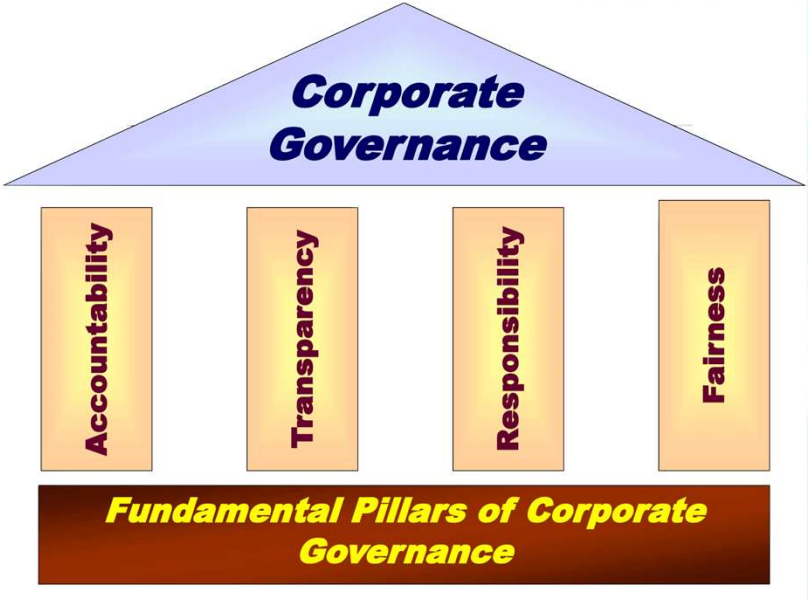 Corporate
Governance
Accountability
Transparency
Responsibility
Fairness
Fundamental Pillars of Corporate
Governance